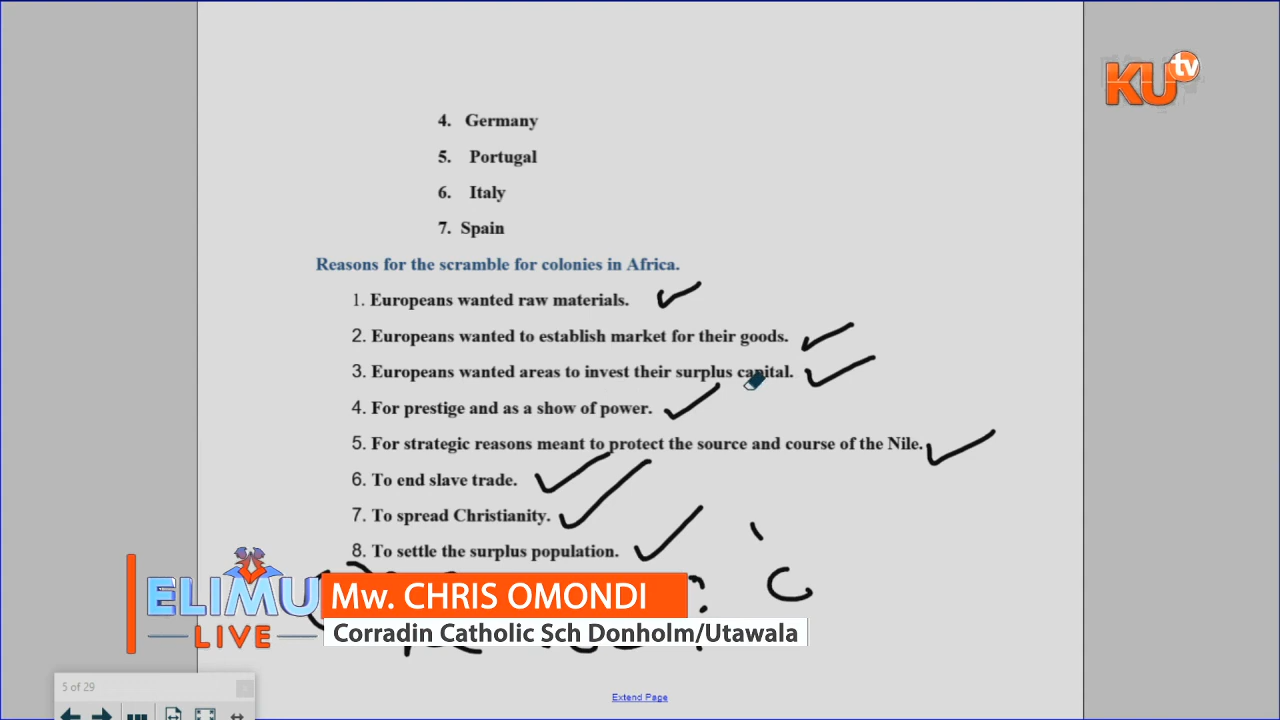 KU tv
4. Germany
5. Portugal
6. Italy
7. Spain
Reasons for the scramble for colonies in Africa.
1. Europeans wanted raw materials.
2. Europeans wanted to establish market for their goods.
3. Europeans wanted areas to invest their surplus capital.
4. For prestige and as a show of power.
5. For strategic reasons meant to protect the source and course of the Nile.
6. To end slave trade.
7. To spread Christianity.
8. To settle the surplus population.
ELIMU
LIVE
Mw. CHRIS OMONDI
Corradin Catholic Sch Donholm/Utawala
5 of 29
Extend Page